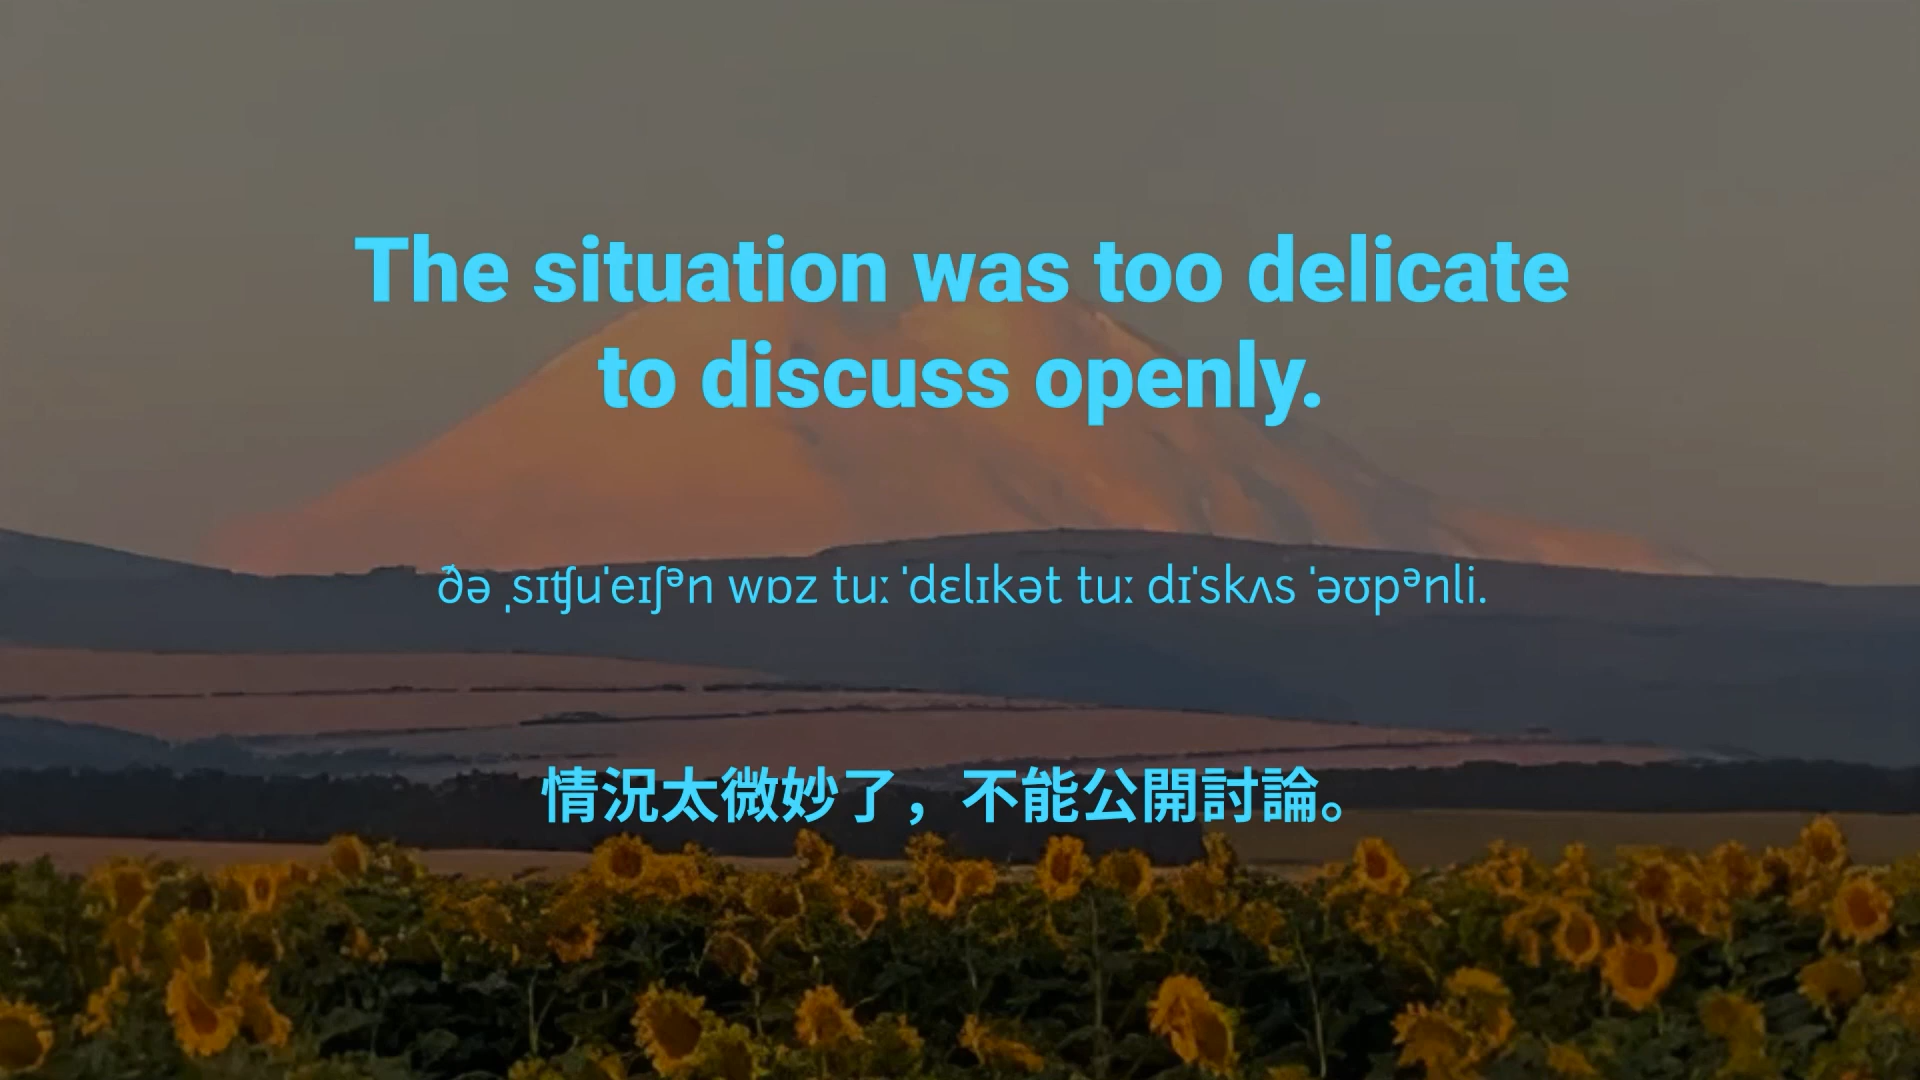 The situation was too delicate
to discuss openly.
ðə ˌsɪʧuˈeɪʃᵊn wɒz tuː ˈdɛlɪkət tuː dɪˈskʌs ˈəʊpᵊnli.
情況太微妙了，不能公開討論。